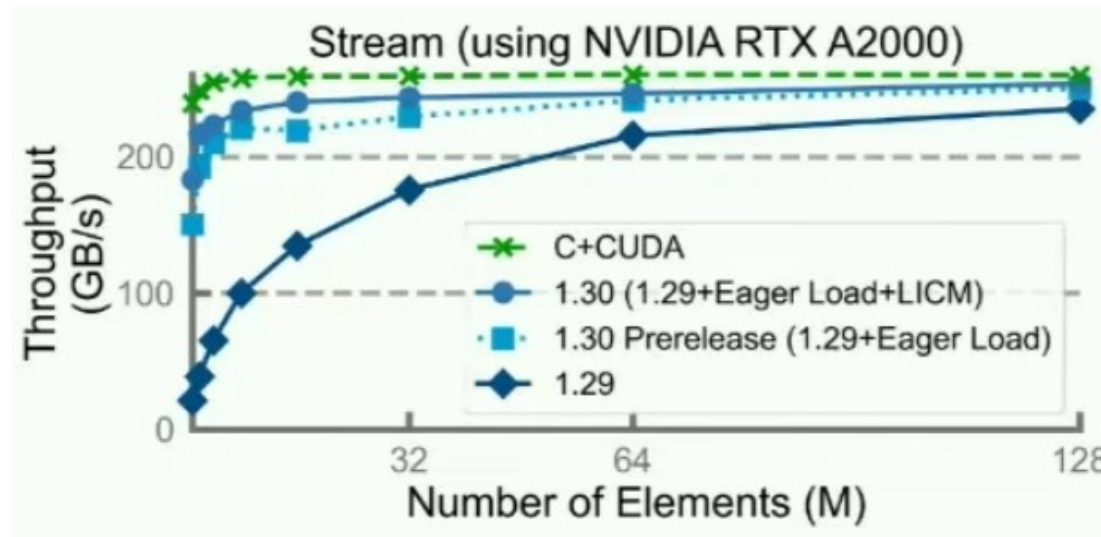 Stream (using NVIDIA RTX A2000)
Throughput
(GB/s)
200
100
0
C+CUDA
1.30 (1.29+Eager Load+LICM)
1.30 Prerelease (1.29+Eager Load)
1.29
32
64
128
Number of Elements (M)